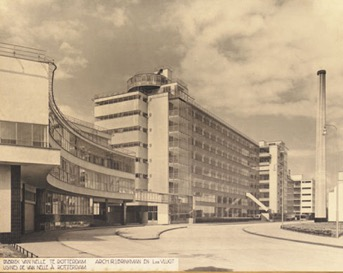 FABRIEK VAN NELLE TE ROTTERDAM ARCH. BRINKMAN EN L.C.V.D. VLUGT
USINES DE VAN NELLE À ROTTERDAM